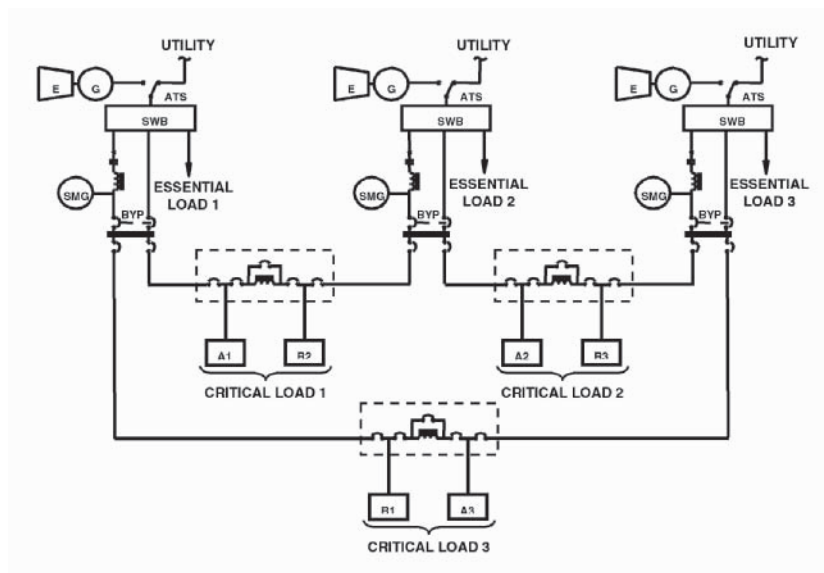 UTILITY
UTILITY
UTILITY
E G
E G
E G
ATS
ATS
ATS
SWB
SWB
SWB
ESSENTIAL LOAD 1
ESSENTIAL LOAD 2
ESSENTIAL LOAD 3
SMG
SMG
SMG
BYP
BYP
BYP
A1
B2
A2
B3
CRITICAL LOAD 1
CRITICAL LOAD 2
B1
A3
CRITICAL LOAD 3